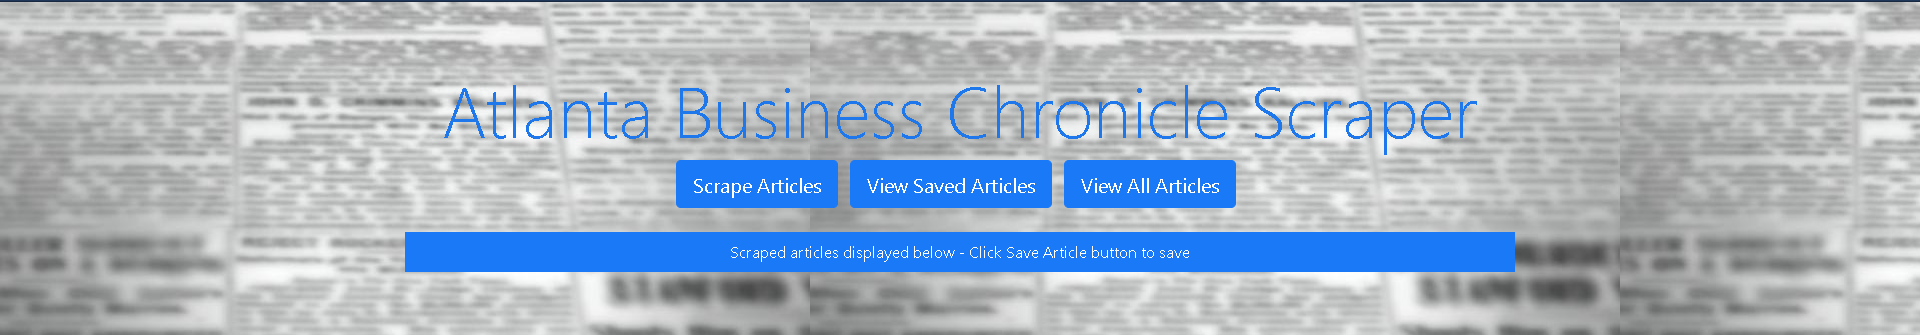 Atlanta Business Chronicle Scraper
Scrape Articles
View Saved Articles
View All Articles
Scraped articles displayed below - Click Save Article button to save